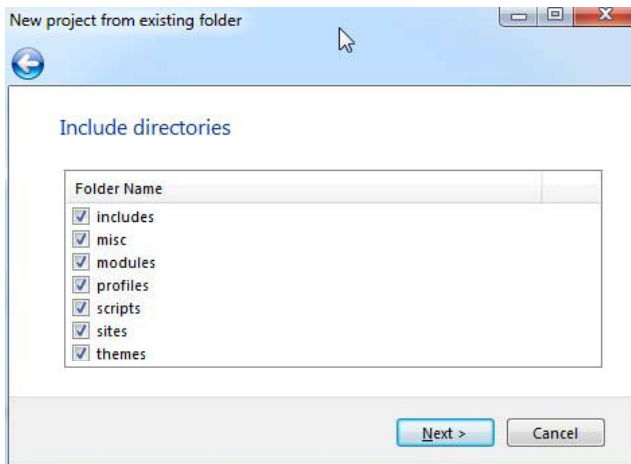 New project from existing folder
Include directories
Folder Name
includes
misc
modules
profiles
scripts
sites
themes
Next >
Cancel